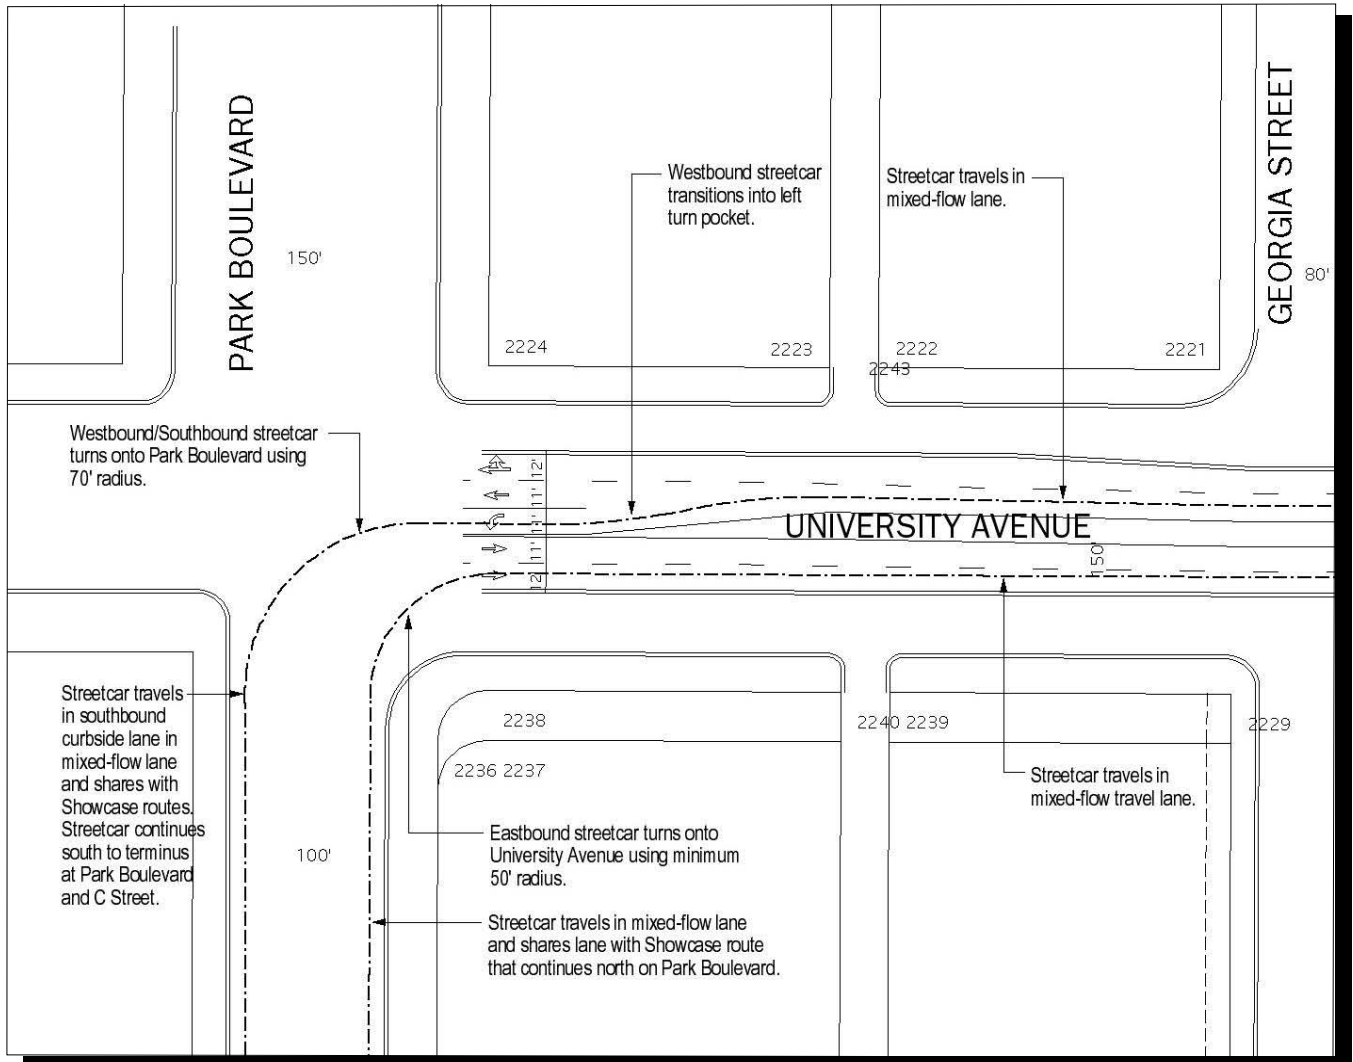 PARK BOULEVARD
150'
Westbound streetcar
transitions into left
turn pocket.
Streetcar travels in
mixed-flow lane.
GEORGIA STREET
80'
2224
2223
2222
2221
2243
Westbound/Southbound streetcar
turns onto Park Boulevard using
70' radius.
12'
11'
11'
11'
12'
UNIVERSITY AVENUE
150'
Streetcar travels
in southbound
curbside lane in
mixed-flow lane
and shares with
Showcase routes.
Streetcar continues
south to terminus
at Park Boulevard
and C Street.
2238
2240 2239
2229
2236 2237
Streetcar travels in
mixed-flow travel lane.
100'
Eastbound streetcar turns onto
University Avenue using minimum
50' radius.
Streetcar travels in mixed-flow lane
and shares lane with Showcase route
that continues north on Park Boulevard.